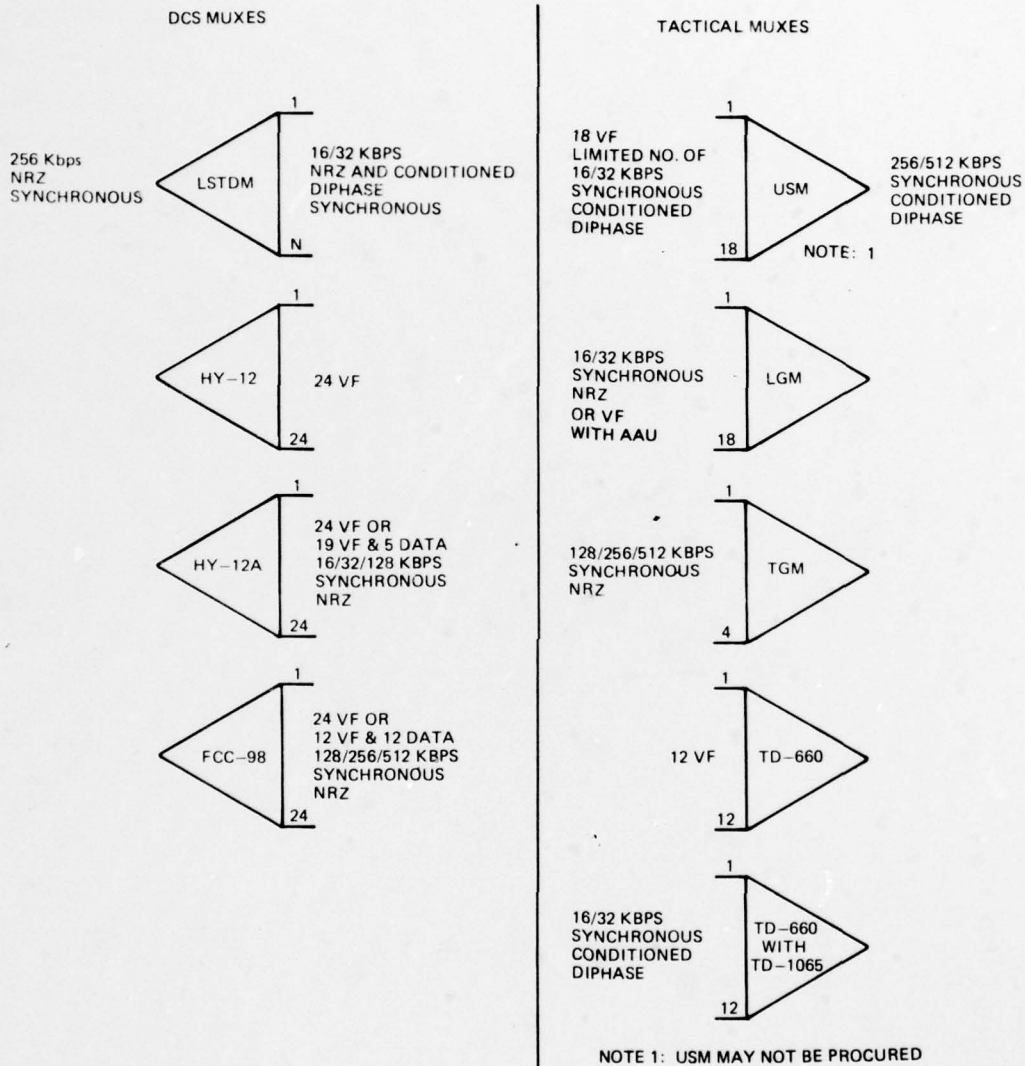 DCS MUXES
256 Kbps
NRZ
SYNCHRONOUS
LSTDM
1
16/32 KBPS
NRZ AND CONDITIONED
DIPHASE
SYNCHRONOUS
N
HY-12
1
24 VF
24
HY-12A
1
24 VF OR
19 VF & 5 DATA
16/32/128 KBPS
SYNCHRONOUS
NRZ
24
FCC-98
1
24 VF OR
12 VF & 12 DATA
128/256/512 KBPS
SYNCHRONOUS
NRZ
24
TACTICAL MUXES
1
18 VF
LIMITED NO. OF
16/32 KBPS
SYNCHRONOUS
CONDITIONED
DIPHASE
18
USM
256/512 KBPS
SYNCHRONOUS
CONDITIONED
DIPHASE
NOTE: 1
1
16/32 KBPS
SYNCHRONOUS
NRZ
OR VF
WITH AAU
18
LGM
1
128/256/512 KBPS
SYNCHRONOUS
NRZ
4
TGM
1
12 VF
12
TD-660
1
16/32 KBPS
SYNCHRONOUS
CONDITIONED
DIPHASE
12
TD-660
WITH
TD-1065
NOTE 1: USM MAY NOT BE PROCURED